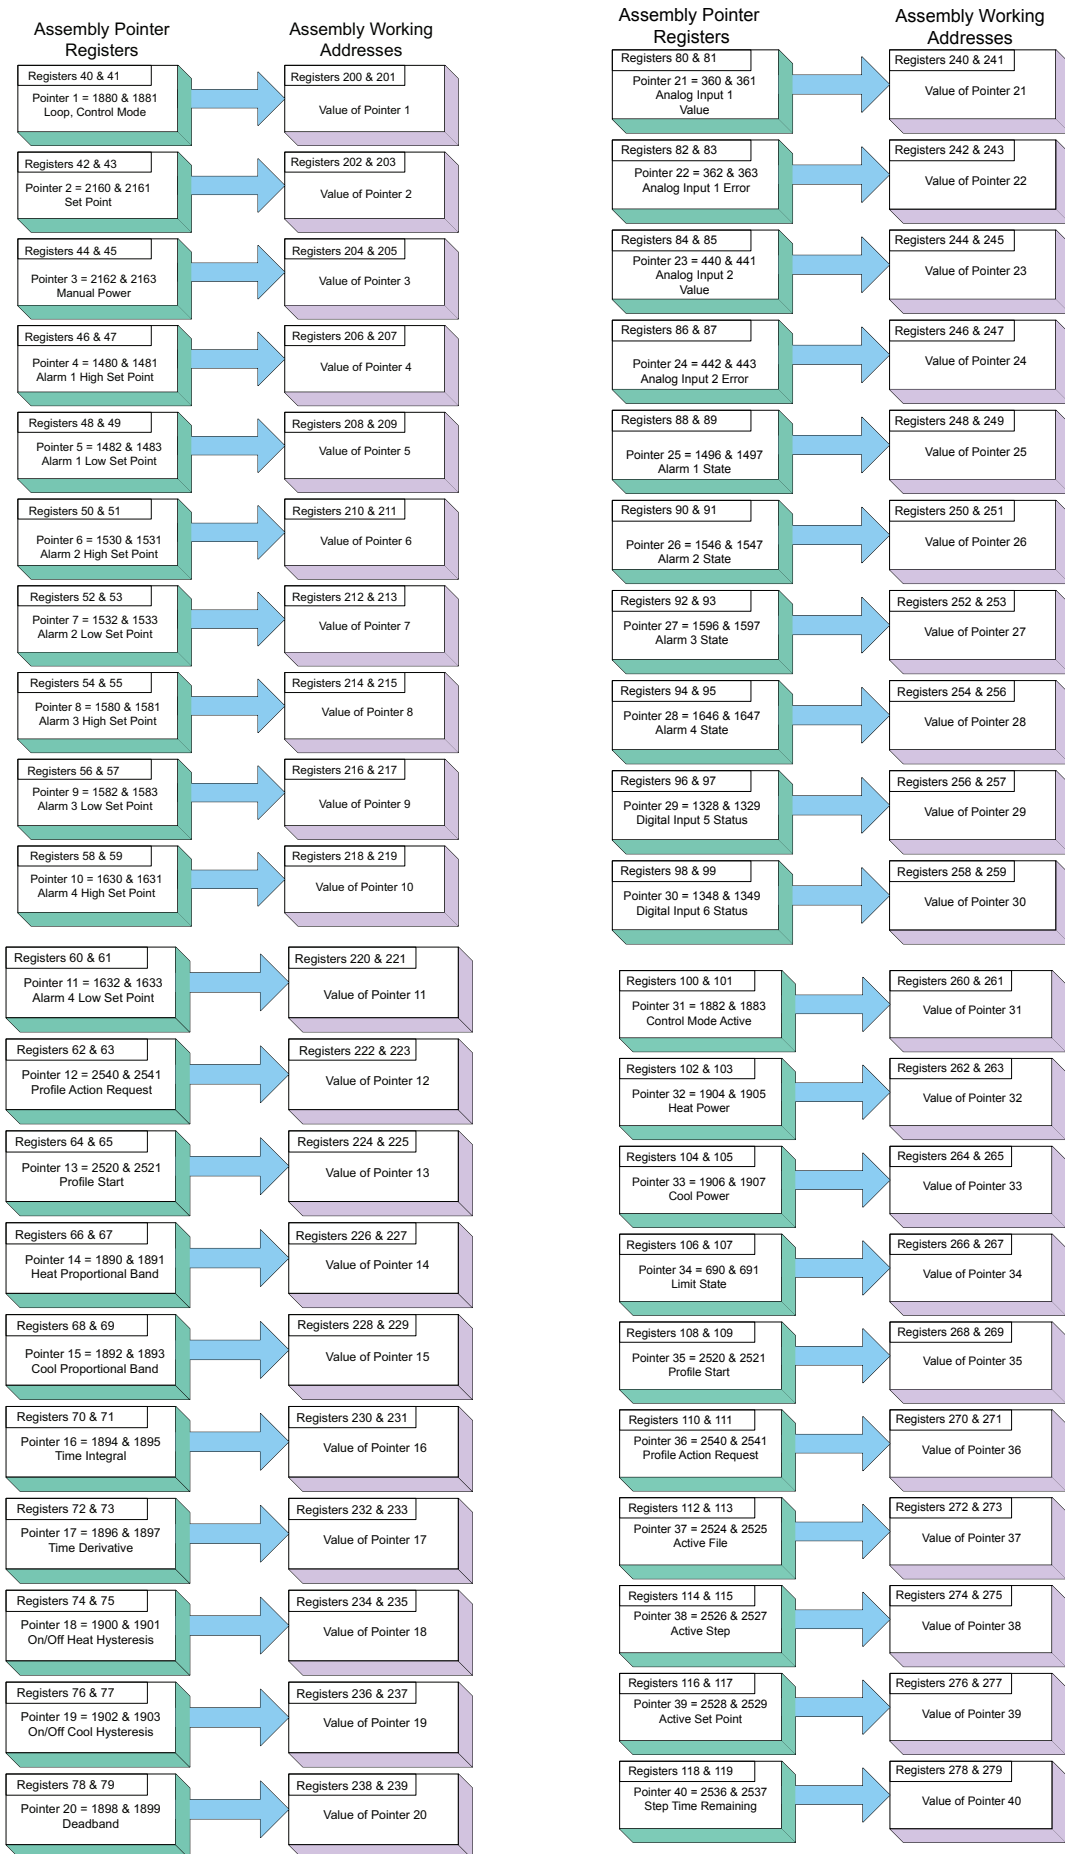 Assembly Pointer
Registers
Assembly Working
Addresses
Registers 40 & 41
Pointer 1 = 1880 & 1881
Loop, Control Mode
Registers 200 & 201
Value of Pointer 1
Registers 42 & 43
Pointer 2 = 2160 & 2161
Set Point
Registers 202 & 203
Value of Pointer 2
Registers 44 & 45
Pointer 3 = 2162 & 2163
Manual Power
Registers 204 & 205
Value of Pointer 3
Registers 46 & 47
Pointer 4 = 1480 & 1481
Alarm 1 High Set Point
Registers 206 & 207
Value of Pointer 4
Registers 48 & 49
Pointer 5 = 1482 & 1483
Alarm 1 Low Set Point
Registers 208 & 209
Value of Pointer 5
Registers 50 & 51
Pointer 6 = 1530 & 1531
Alarm 2 High Set Point
Registers 210 & 211
Value of Pointer 6
Registers 52 & 53
Pointer 7 = 1532 & 1533
Alarm 2 Low Set Point
Registers 212 & 213
Value of Pointer 7
Registers 54 & 55
Pointer 8 = 1580 & 1581
Alarm 3 High Set Point
Registers 214 & 215
Value of Pointer 8
Registers 56 & 57
Pointer 9 = 1582 & 1583
Alarm 3 Low Set Point
Registers 216 & 217
Value of Pointer 9
Registers 58 & 59
Pointer 10 = 1630 & 1631
Alarm 4 High Set Point
Registers 218 & 219
Value of Pointer 10
Registers 60 & 61
Pointer 11 = 1632 & 1633
Alarm 4 Low Set Point
Registers 220 & 221
Value of Pointer 11
Registers 62 & 63
Pointer 12 = 2540 & 2541
Profile Action Request
Registers 222 & 223
Value of Pointer 12
Registers 64 & 65
Pointer 13 = 2520 & 2521
Profile Start
Registers 224 & 225
Value of Pointer 13
Registers 66 & 67
Pointer 14 = 1890 & 1891
Heat Proportional Band
Registers 226 & 227
Value of Pointer 14
Registers 68 & 69
Pointer 15 = 1892 & 1893
Cool Proportional Band
Registers 228 & 229
Value of Pointer 15
Registers 70 & 71
Pointer 16 = 1894 & 1895
Time Integral
Registers 230 & 231
Value of Pointer 16
Registers 72 & 73
Pointer 17 = 1896 & 1897
Time Derivative
Registers 232 & 233
Value of Pointer 17
Registers 74 & 75
Pointer 18 = 1900 & 1901
On/Off Heat Hysteresis
Registers 234 & 235
Value of Pointer 18
Registers 76 & 77
Pointer 19 = 1902 & 1903
On/Off Cool Hysteresis
Registers 236 & 237
Value of Pointer 19
Registers 78 & 79
Pointer 20 = 1898 & 1899
Deadband
Registers 238 & 239
Value of Pointer 20
Assembly Pointer
Registers
Assembly Working
Addresses
Registers 80 & 81
Pointer 21 = 360 & 361
Analog Input 1
Value
Registers 240 & 241
Value of Pointer 21
Registers 82 & 83
Pointer 22 = 362 & 363
Analog Input 1 Error
Registers 242 & 243
Value of Pointer 22
Registers 84 & 85
Pointer 23 = 440 & 441
Analog Input 2
Value
Registers 244 & 245
Value of Pointer 23
Registers 86 & 87
Pointer 24 = 442 & 443
Analog Input 2 Error
Registers 246 & 247
Value of Pointer 24
Registers 88 & 89
Pointer 25 = 1496 & 1497
Alarm 1 State
Registers 248 & 249
Value of Pointer 25
Registers 90 & 91
Pointer 26 = 1546 & 1547
Alarm 2 State
Registers 250 & 251
Value of Pointer 26
Registers 92 & 93
Pointer 27 = 1596 & 1597
Alarm 3 State
Registers 252 & 253
Value of Pointer 27
Registers 94 & 95
Pointer 28 = 1646 & 1647
Alarm 4 State
Registers 254 & 256
Value of Pointer 28
Registers 96 & 97
Pointer 29 = 1328 & 1329
Digital Input 5 Status
Registers 256 & 257
Value of Pointer 29
Registers 98 & 99
Pointer 30 = 1348 & 1349
Digital Input 6 Status
Registers 258 & 259
Value of Pointer 30
Registers 100 & 101
Pointer 31 = 1882 & 1883
Control Mode Active
Registers 260 & 261
Value of Pointer 31
Registers 102 & 103
Pointer 32 = 1904 & 1905
Heat Power
Registers 262 & 263
Value of Pointer 32
Registers 104 & 105
Pointer 33 = 1906 & 1907
Cool Power
Registers 264 & 265
Value of Pointer 33
Registers 106 & 107
Pointer 34 = 690 & 691
Limit State
Registers 266 & 267
Value of Pointer 34
Registers 108 & 109
Pointer 35 = 2520 & 2521
Profile Start
Registers 268 & 269
Value of Pointer 35
Registers 110 & 111
Pointer 36 = 2540 & 2541
Profile Action Request
Registers 270 & 271
Value of Pointer 36
Registers 112 & 113
Pointer 37 = 2524 & 2525
Active File
Registers 272 & 273
Value of Pointer 37
Registers 114 & 115
Pointer 38 = 2526 & 2527
Active Step
Registers 274 & 275
Value of Pointer 38
Registers 116 & 117
Pointer 39 = 2528 & 2529
Active Set Point
Registers 276 & 277
Value of Pointer 39
Registers 118 & 119
Pointer 40 = 2536 & 2537
Step Time Remaining
Registers 278 & 279
Value of Pointer 40